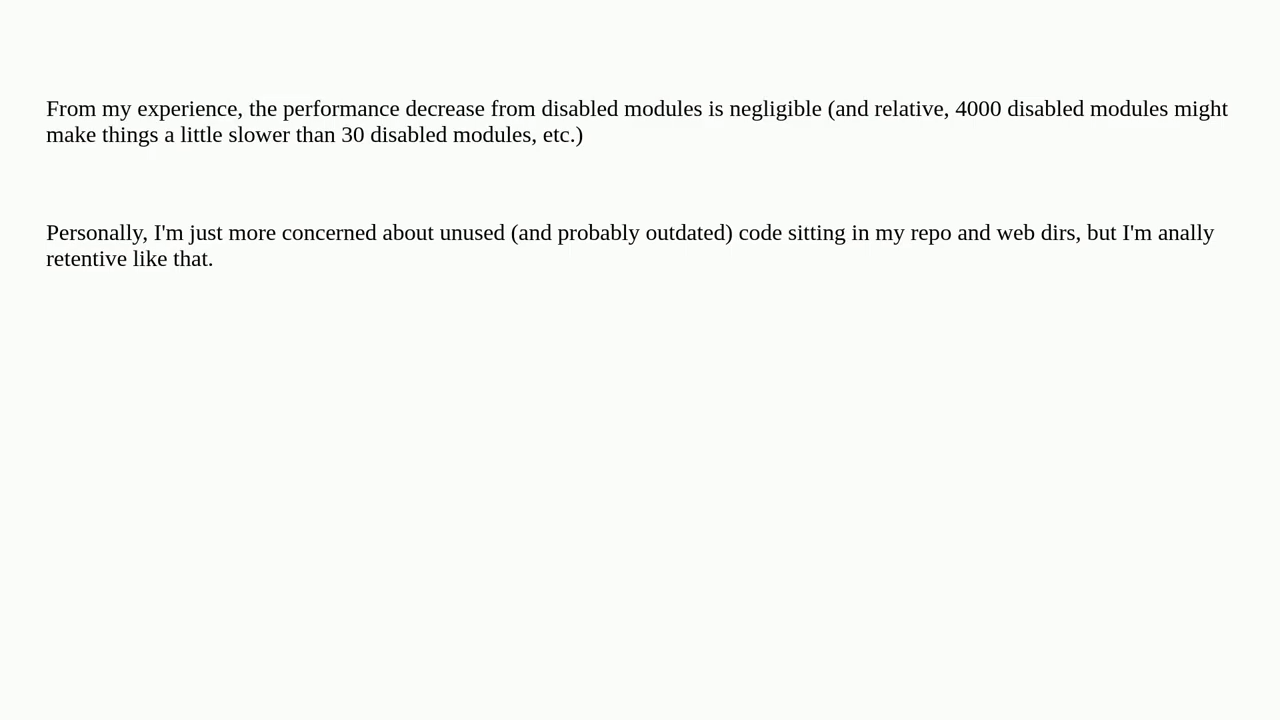 From my experience, the performance decrease from disabled modules is negligible (and relative, 4000 disabled modules might
make things a little slower than 30 disabled modules, etc.)
Personally, I'm just more concerned about unused (and probably outdated) code sitting in my repo and web dirs, but I'm anally
retentive like that.